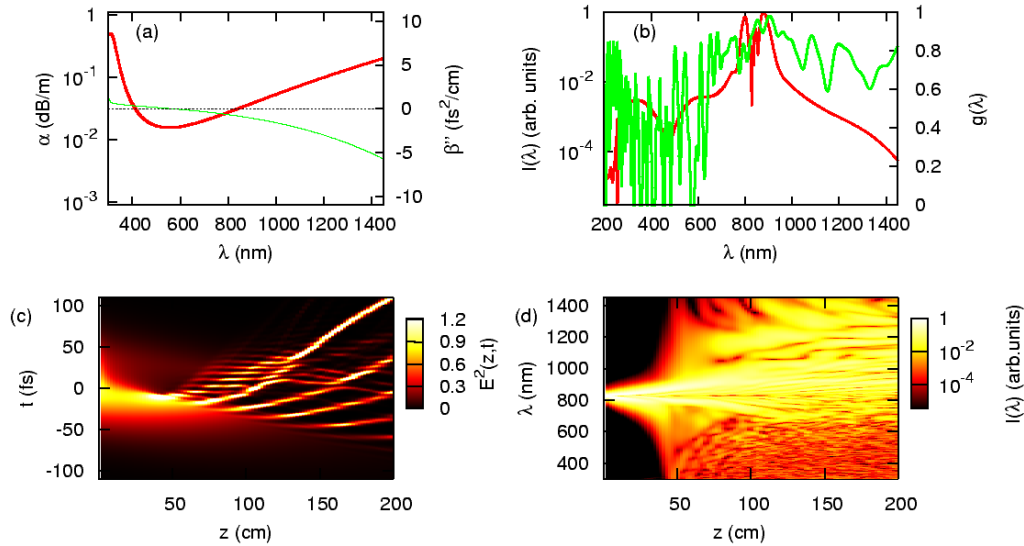 (a)
1
10⁻¹
10⁻²
10⁻³
α (dB/m)
10
5
0
-5
-10
β'' (fs²/cm)
400 600 800 1000 1200 1400
λ (nm)
(b)
1
10⁻²
10⁻⁴
I(λ) (arb. units)
1
0.8
0.6
0.4
0.2
0
g(λ)
200 400 600 800 1000 1200 1400
λ (nm)
(c)
100
50
0
-50
-100
t (fs)
50 100 150 200
z (cm)
1.2
0.9
0.6
0.3
0
E²(z,t)
(d)
1400
1200
1000
800
600
400
λ (nm)
50 100 150 200
z (cm)
1
10⁻²
10⁻⁴
I(λ) (arb.units)